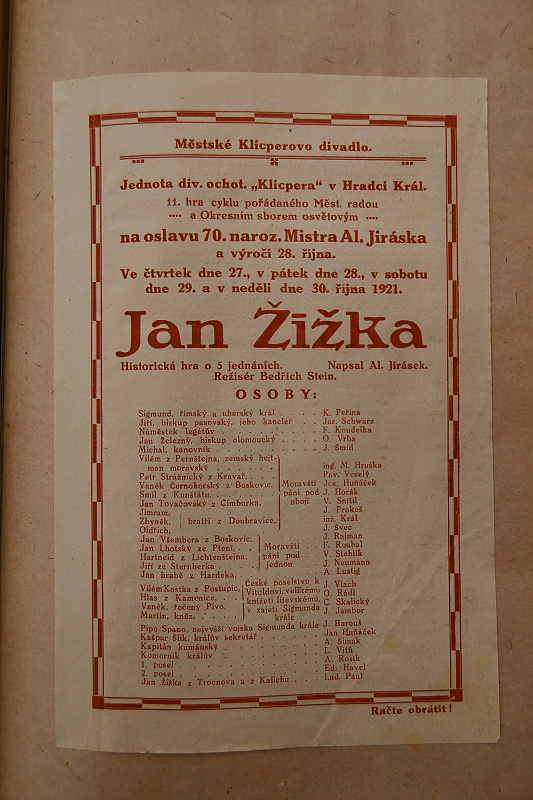 Městské Klicperovo divadlo.
Jednota div. ochot. „Klicpera“ v Hradci Král.
11. hra cyklu pořádaného Měst. radou
···· a Okresním sborem osvětovým ····
na oslavu 70. naroz. Mistra Al. Jiráska
a výročí 28. října.
Ve čtvrtek dne 27., v pátek dne 28., v sobotu
dne 29. a v neděli dne 30. října 1921.
Jan Žižka
Historická hra o 5 jednáních. Napsal Al. Jirásek.
Režisér Bedřich Stein.
OSOBY:
Sigmund, římský a uherský král . . . . K. Peřina
Jiří, biskup pasovský, jeho kancléř . . Jar. Schwarz
Náměstek legátův . . . . . . . . . F. Koudelka
Jan Železný, biskup olomoucký . . . . O. Vrba
Michal, kanovník . . . . . . . . . J. Šmíd
Vilém z Pernštejna, zemský hejt-
man moravský . . . . . . ing. M. Hruška
Petr Strážnický z Kravař, . . . Pav. Veselý
Vaněk Černohorský z Boskovic, Moravští Jos. Huňáček
Smil z Kunštátu, . . . . . . páni pod J. Horák
Jan Tovačovský z Cimburka, obojí V. Šnítil
Jimram, J. Prokeš
Zbyněk, bratři z Doubravice, inž. Král
Oldřich, J. Švec
Jan Všembera z Boskovic, . . J. Rajman
Jan Lhotský ze Ptení, . . Moravští . . F. Roubal
Hartneid z Lichtenštejna, páni pod . . V. Stehlík
Jiří ze Šternberka . . . jednou . . J. Neumann
Jan hrabě z Hardeka, . . A. Lustig
Vilém Kostka z Postupic, České poselstvo k J. Vlach
Hlas z Kamenice, . . Vitoldovi, velikému O. Rádl
Vaněk, řečený Pivo, knížeti litevskému, C. Skalický
Martin, kněz, . . . . v zajetí Sigmunda J. Jambor
krále
Pipo Spano, nejvyšší vojska Sigmunda krále J. Barouš
Kašpar Šlik, králův sekretář . . . . . Jan Huňáček
Kapitán kumánský . . . . . . . . A. Šimák
Komorník králův . . . . . . . . . L. Vítů
1. posel . . . . . . . . . . . . A. Rosík
2. posel . . . . . . . . . . . . Ed. Havel
Jan Žižka z Trocnova a z Kalichu . . . Lad. Paul
Račte obrátit!